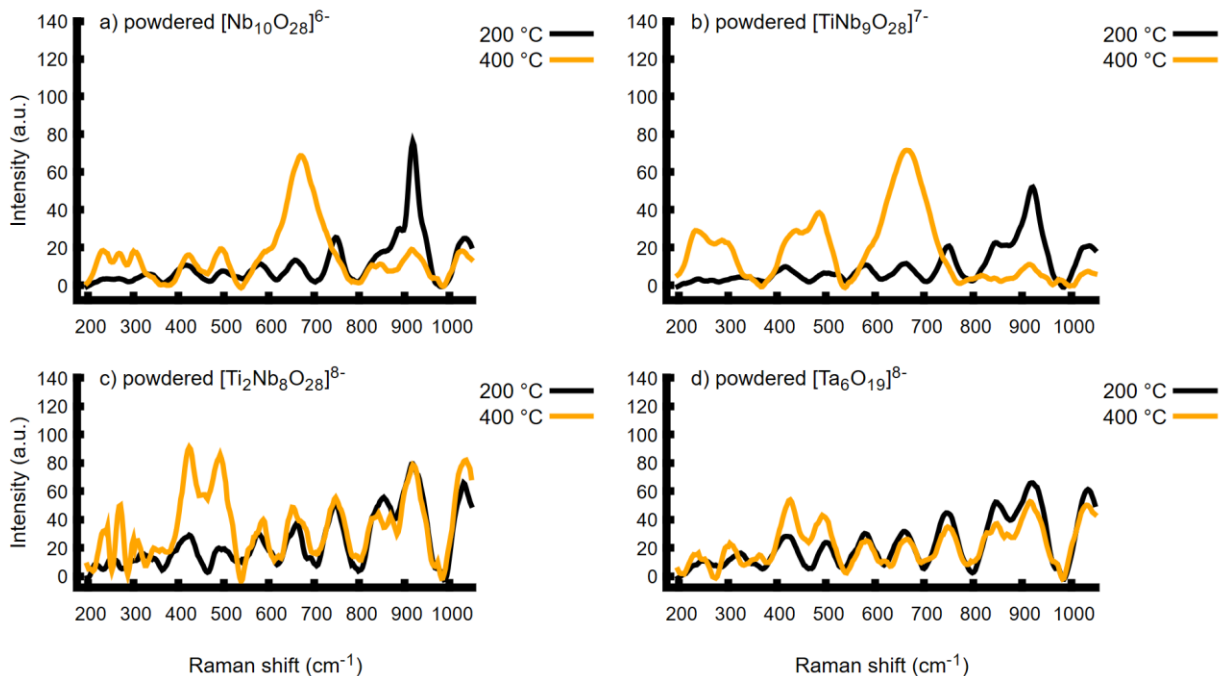 a) powdered [Nb₁₀O₂₈]⁶⁻
200 °C
400 °C
Intensity (a.u.)
140
120
100
80
60
40
20
0
200 300 400 500 600 700 800 900 1000
b) powdered [TiNb₉O₂₈]⁷⁻
200 °C
400 °C
140
120
100
80
60
40
20
0
200 300 400 500 600 700 800 900 1000
c) powdered [Ti₂Nb₈O₂₈]⁸⁻
200 °C
400 °C
Intensity (a.u.)
140
120
100
80
60
40
20
0
200 300 400 500 600 700 800 900 1000
Raman shift (cm⁻¹)
d) powdered [Ta₆O₁₉]⁸⁻
200 °C
400 °C
140
120
100
80
60
40
20
0
200 300 400 500 600 700 800 900 1000
Raman shift (cm⁻¹)